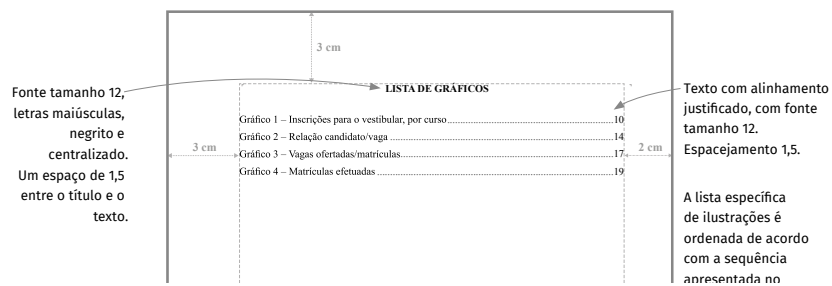 3 cm
Fonte tamanho 12,
letras maiúsculas,
negrito e
centralizado.
Um espaço de 1,5
entre o título e o
texto.
LISTA DE GRÁFICOS
Gráfico 1 – Inscrições para o vestibular, por curso 10
Gráfico 2 – Relação candidato/vaga 14
Gráfico 3 – Vagas ofertadas/matriculas 17
Gráfico 4 – Matrículas efetuadas 19
3 cm
2 cm
Texto com alinhamento
justificado, com fonte
tamanho 12.
Espacejamento 1,5.
A lista específica
de ilustrações é
ordenada de acordo
com a sequência
apresentada no